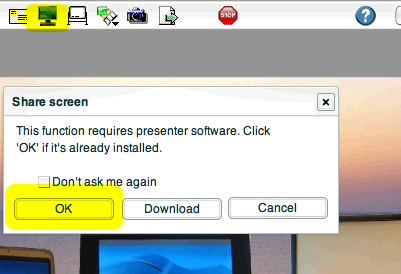 STOP
?
Share screen
This function requires presenter software. Click
'OK' if it's already installed.
Don't ask me again
OK
Download
Cancel